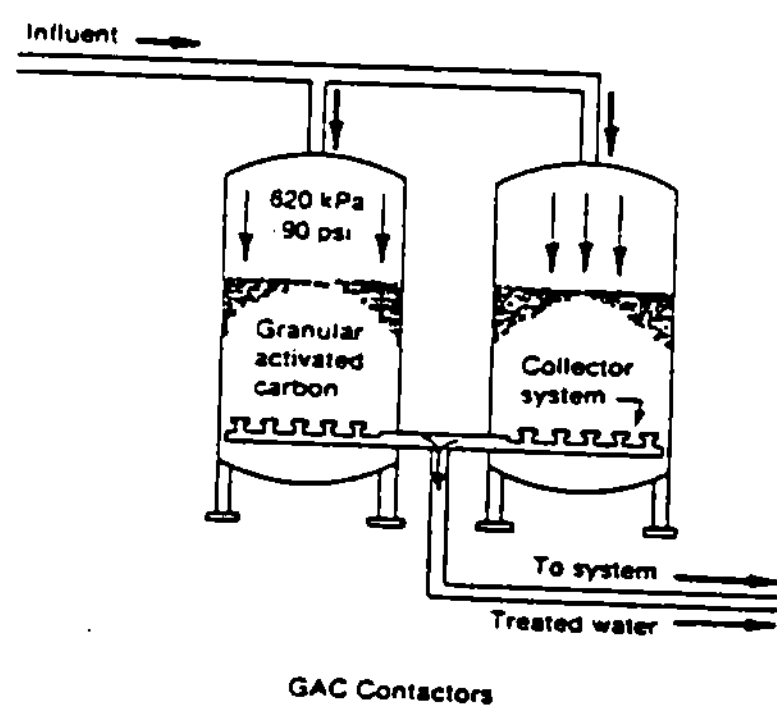 Influent
620 kPa
90 psi
Granular
activated
carbon
Collector
system
To system
Treated water
GAC Contactors